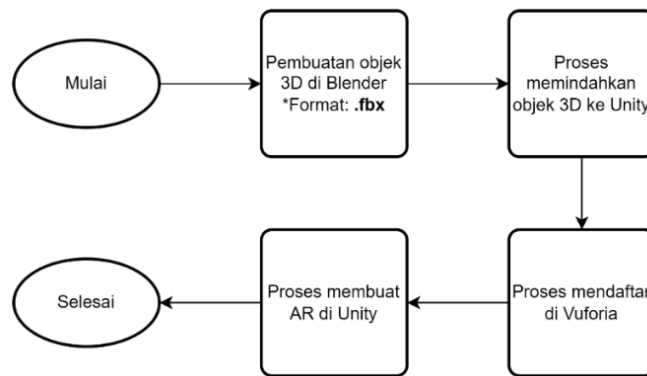 Mulai
Pembuatan objek
3D di Blender
*Format: .fbx
Proses
memindahkan
objek 3D ke Unity
Proses mendaftar
di Vuforia
Proses membuat
AR di Unity
Selesai